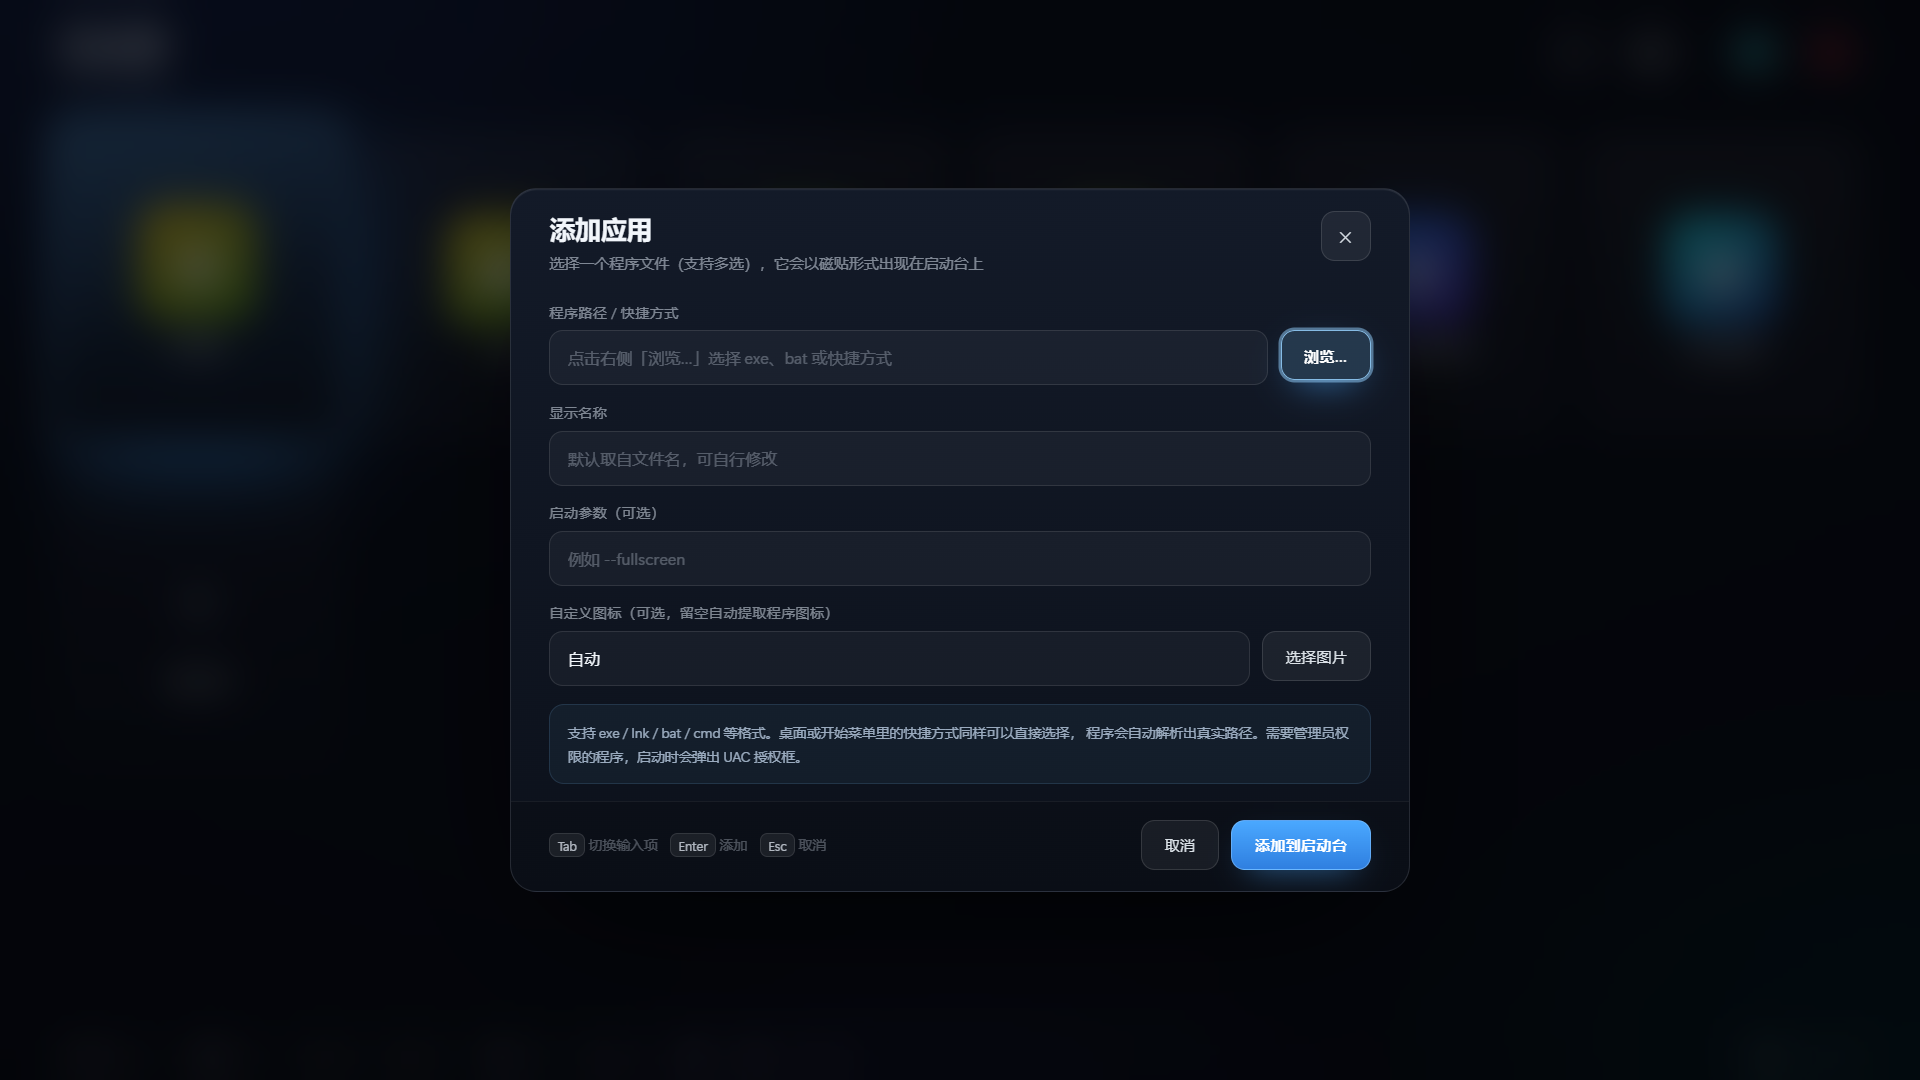 添加应用
选择一个程序文件（支持多选），它会以磁贴形式出现在启动台上
程序路径 / 快捷方式
点击右侧「浏览...」选择 exe、bat 或快捷方式
浏览...
显示名称
默认取自文件名，可自行修改
启动参数（可选）
例如 --fullscreen
自定义图标（可选，留空自动提取程序图标）
自动
选择图片
支持 exe / lnk / bat / cmd 等格式。桌面或开始菜单里的快捷方式同样可以直接选择， 程序会自动解析出真实路径。需要管理员权
限的程序，启动时会弹出 UAC 授权框。
Tab 切换输入项 Enter 添加 Esc 取消
取消
添加到启动台